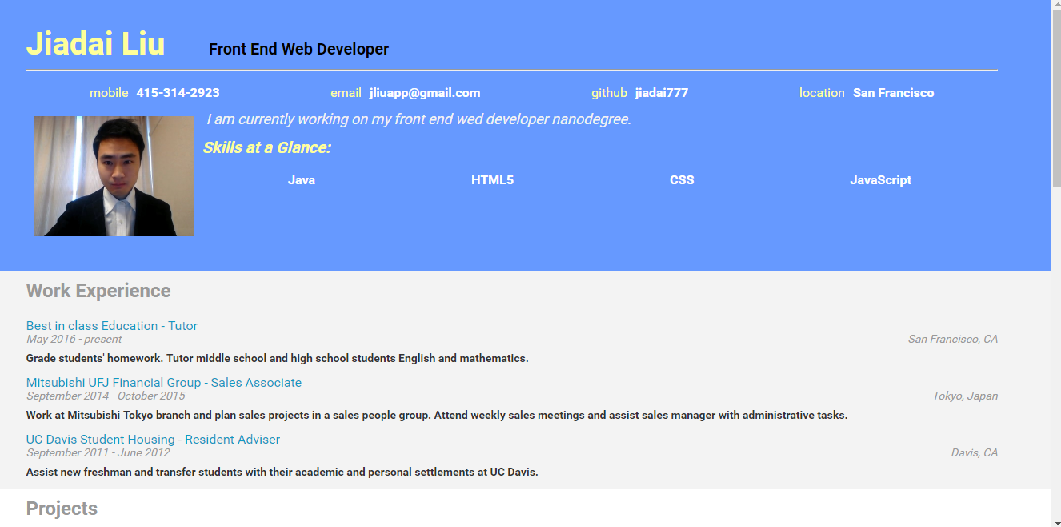 Jiadai Liu Front End Web Developer
mobile 415-314-2923 email jliuapp@gmail.com github jiadai777 location San Francisco
I am currently working on my front end wed developer nanodegree.
Skills at a Glance:
Java HTML5 CSS JavaScript
Work Experience
Best in class Education - Tutor
May 2016 - present San Francisco, CA
Grade students' homework. Tutor middle school and high school students English and mathematics.
Mitsubishi UFJ Financial Group - Sales Associate
September 2014 - October 2015 Tokyo, Japan
Work at Mitsubishi Tokyo branch and plan sales projects in a sales people group. Attend weekly sales meetings and assist sales manager with administrative tasks.
UC Davis Student Housing - Resident Adviser
September 2011 - June 2012 Davis, CA
Assist new freshman and transfer students with their academic and personal settlements at UC Davis.
Projects